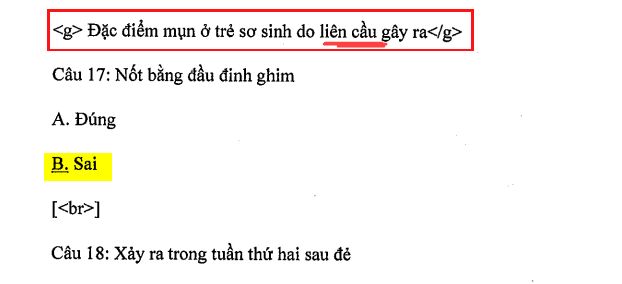 <g> Đặc điểm mụn ở trẻ sơ sinh do liên cầu gây ra</g>
Câu 17: Nốt bằng đầu đinh ghim
A. Đúng
B. Sai
[<br>]
Câu 18: Xảy ra trong tuần thứ hai sau đẻ